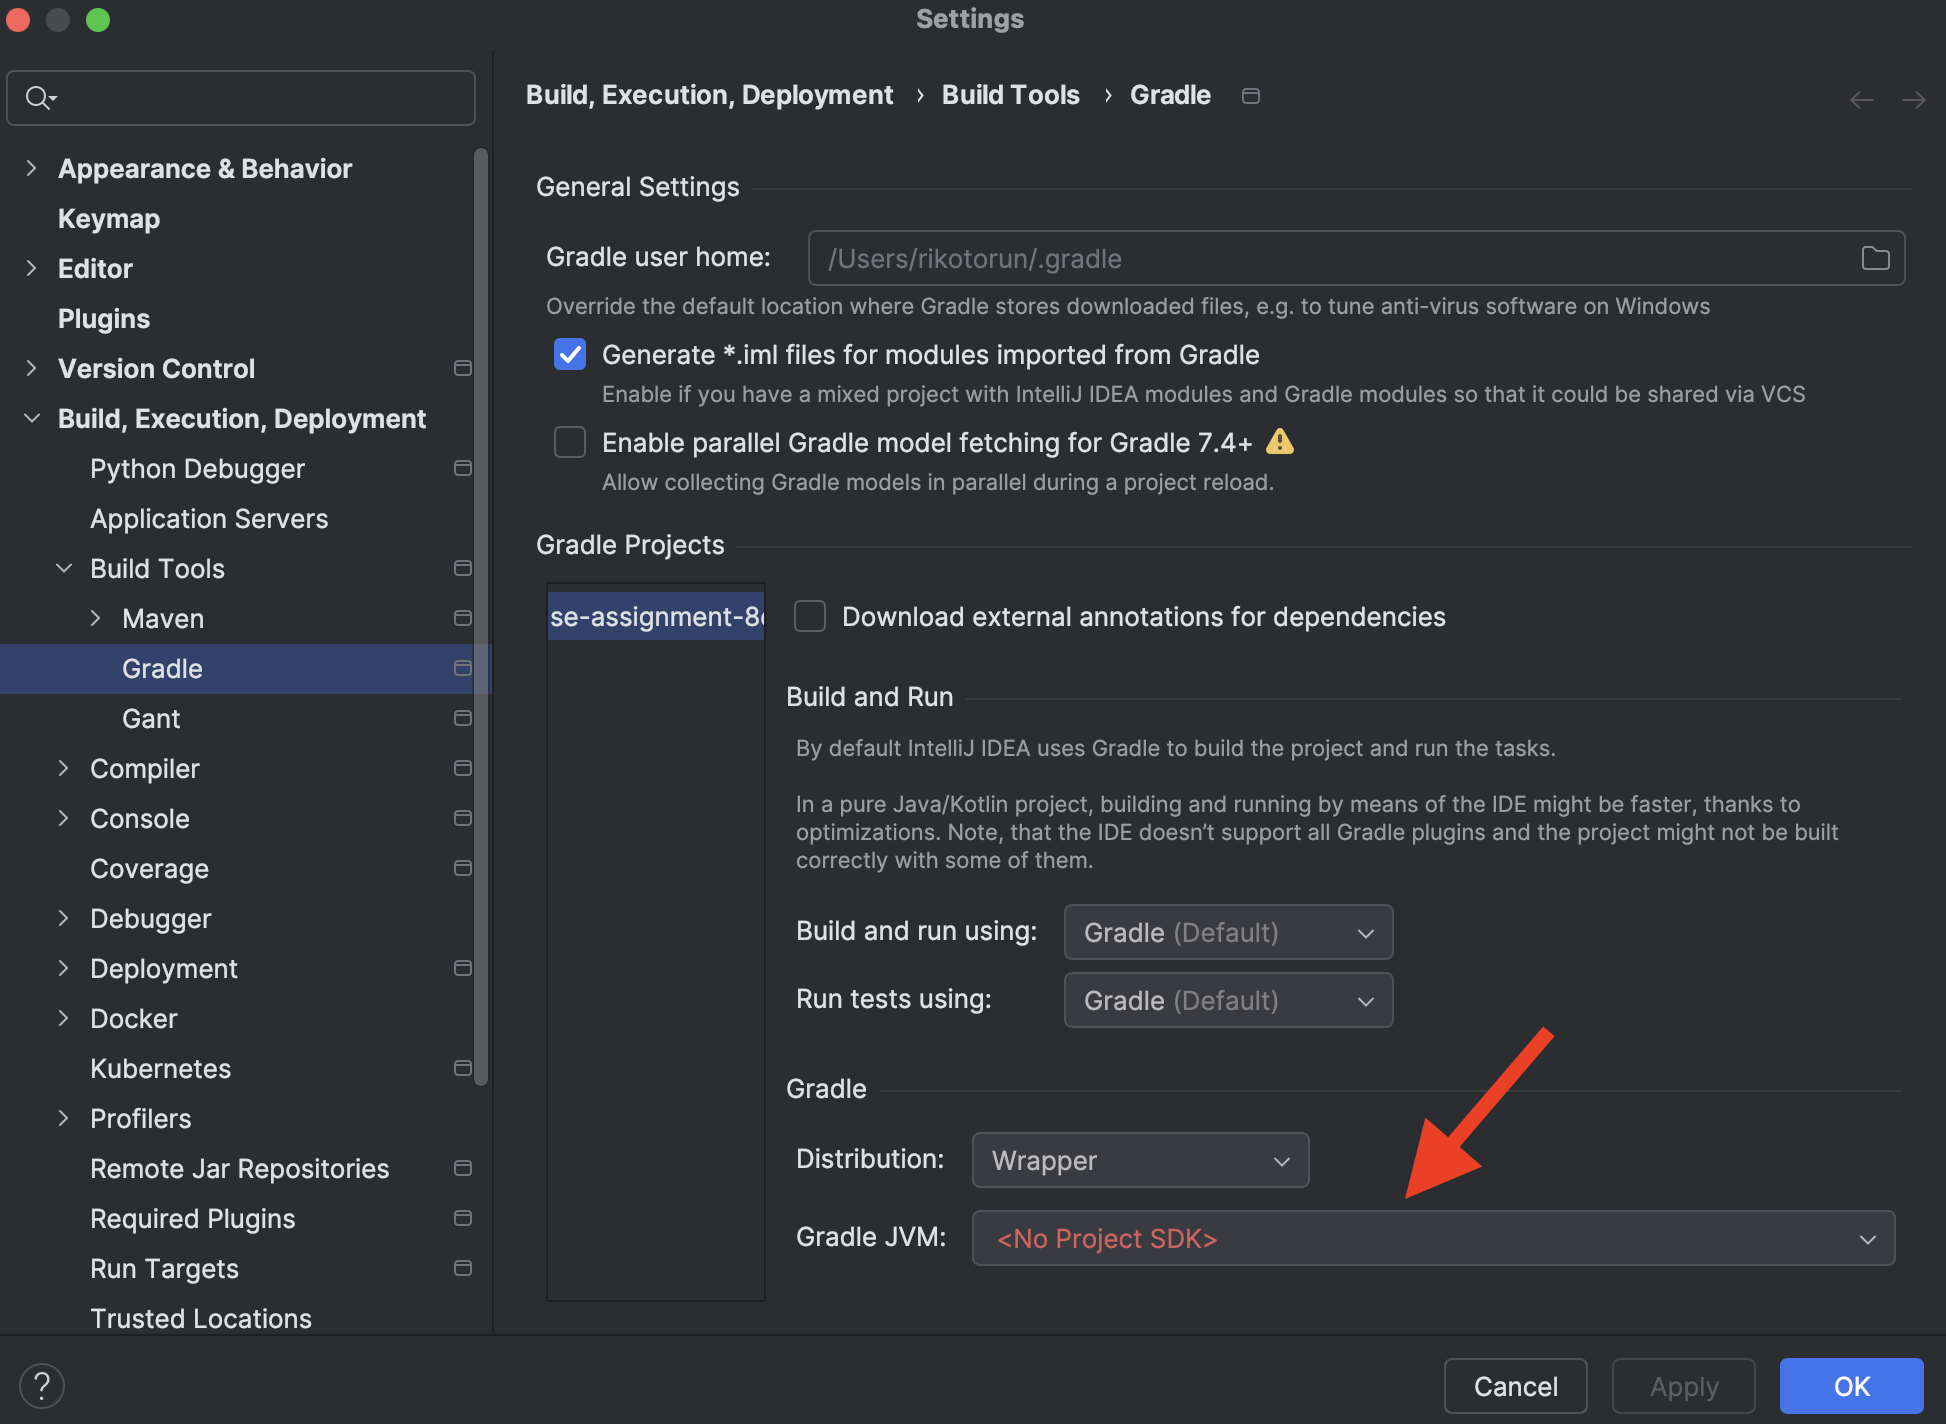 Settings
Appearance & Behavior
Keymap
Editor
Plugins
Version Control
Build, Execution, Deployment
Python Debugger
Application Servers
Build Tools
Maven
Gradle
Gant
Compiler
Console
Coverage
Debugger
Deployment
Docker
Kubernetes
Profilers
Remote Jar Repositories
Required Plugins
Run Targets
Trusted Locations
Build, Execution, Deployment › Build Tools › Gradle
General Settings
Gradle user home: /Users/rikotorun/.gradle
Override the default location where Gradle stores downloaded files, e.g. to tune anti-virus software on Windows
Generate *.iml files for modules imported from Gradle
Enable if you have a mixed project with IntelliJ IDEA modules and Gradle modules so that it could be shared via VCS
Enable parallel Gradle model fetching for Gradle 7.4+
Allow collecting Gradle models in parallel during a project reload.
Gradle Projects
se-assignment-8
Download external annotations for dependencies
Build and Run
By default IntelliJ IDEA uses Gradle to build the project and run the tasks.
In a pure Java/Kotlin project, building and running by means of the IDE might be faster, thanks to
optimizations. Note, that the IDE doesn't support all Gradle plugins and the project might not be built
correctly with some of them.
Build and run using: Gradle (Default)
Run tests using: Gradle (Default)
Gradle
Distribution: Wrapper
Gradle JVM: <No Project SDK>
?
Cancel
Apply
OK